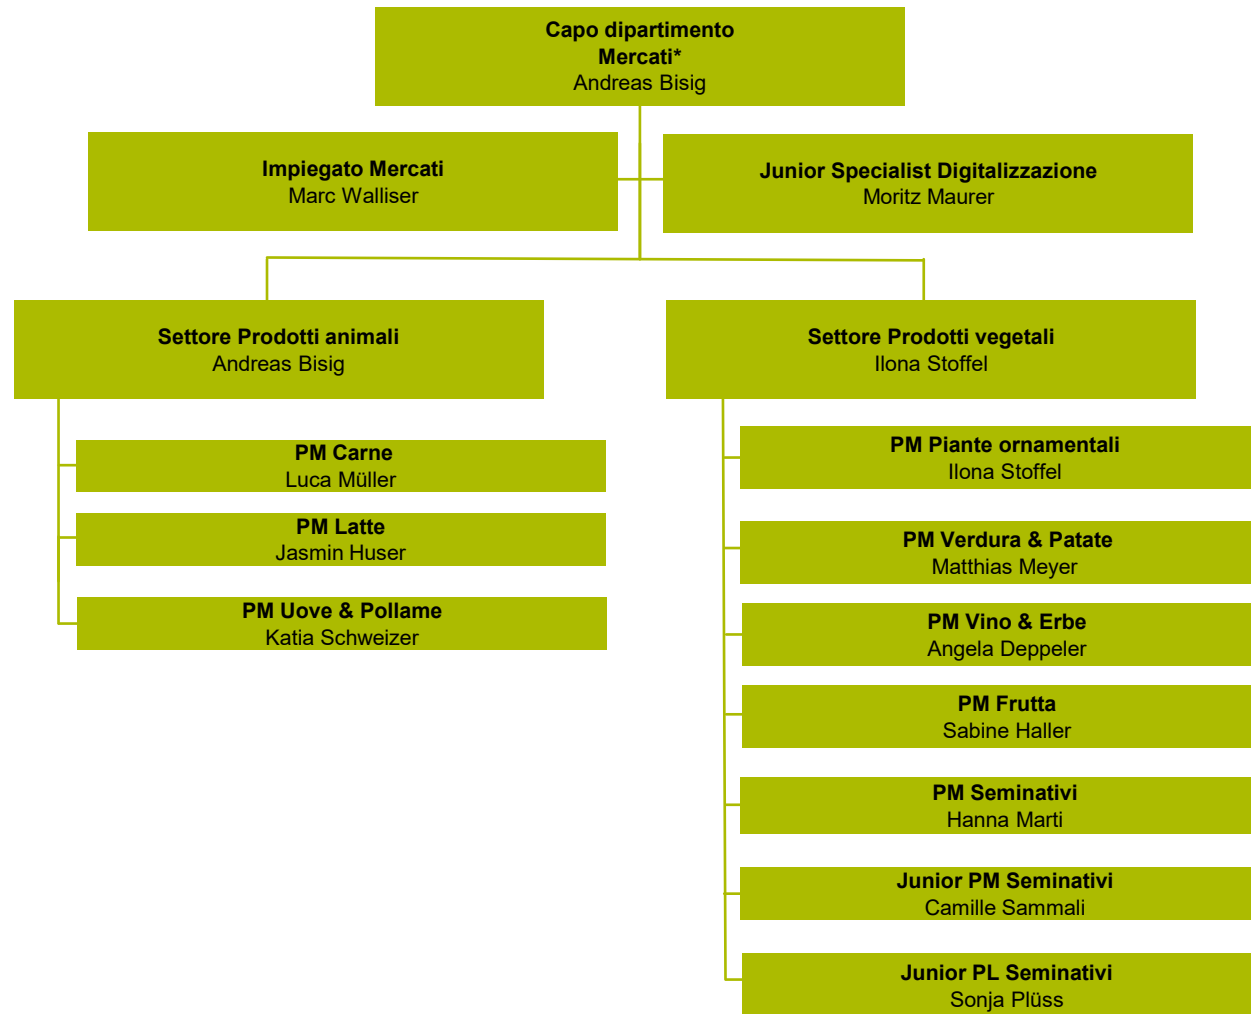 Capo dipartimento
Mercati*
Andreas Bisig
Impiegato Mercati
Marc Walliser
Junior Specialist Digitalizzazione
Moritz Maurer
Settore Prodotti animali
Andreas Bisig
PM Carne
Luca Müller
PM Latte
Jasmin Huser
PM Uove & Pollame
Katia Schweizer
Settore Prodotti vegetali
Ilona Stoffel
PM Piante ornamentali
Ilona Stoffel
PM Verdura & Patate
Matthias Meyer
PM Vino & Erbe
Angela Deppeler
PM Frutta
Sabine Haller
PM Seminativi
Hanna Marti
Junior PM Seminativi
Camille Sammali
Junior PL Seminativi
Sonja Plüss